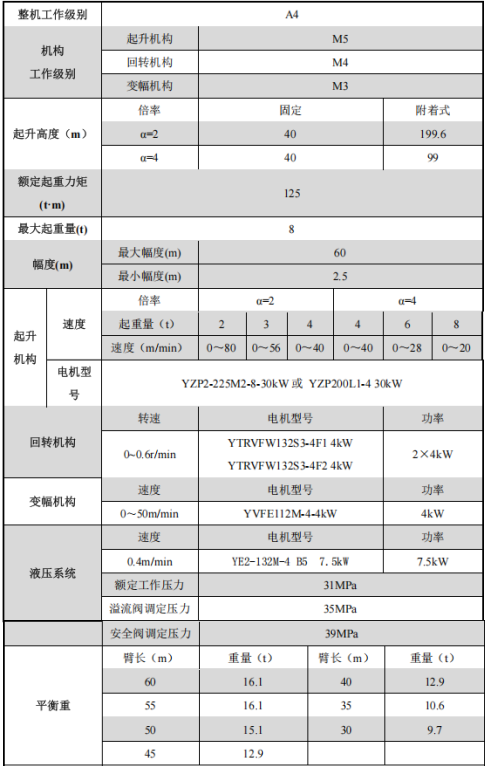 整机工作级别 A4
机构工作级别 起升机构 M5
回转机构 M4
变幅机构 M3
起升高度（m） 倍率 固定 附着式
α=2 40 199.6
α=4 40 99
额定起重力矩(t·m) 125
最大起重量(t) 8
幅度(m) 最大幅度(m) 60
最小幅度(m) 2.5
起升机构 速度 倍率 α=2 α=4
起重量（t） 2 3 4 4 6 8
速度（m/min） 0～80 0～56 0～40 0～40 0～28 0～20
电机型号 YZP2-225M2-8-30kW 或 YZP200L1-4 30kW
回转机构 转速 电机型号 功率
0~0.6r/min YTRVFW132S3-4F1 4kW 2×4kW
YTRVFW132S3-4F2 4kW
变幅机构 速度 电机型号 功率
0～50m/min YVFE112M-4-4kW 4kW
液压系统 速度 电机型号 功率
0.4m/min YE2-132M-4 B5 7.5kW 7.5kW
额定工作压力 31MPa
溢流阀调定压力 35MPa
安全阀调定压力 39MPa
平衡重 臂长（m） 重量（t） 臂长（m） 重量（t）
60 16.1 40 12.9
55 16.1 35 10.6
50 15.1 30 9.7
45 12.9